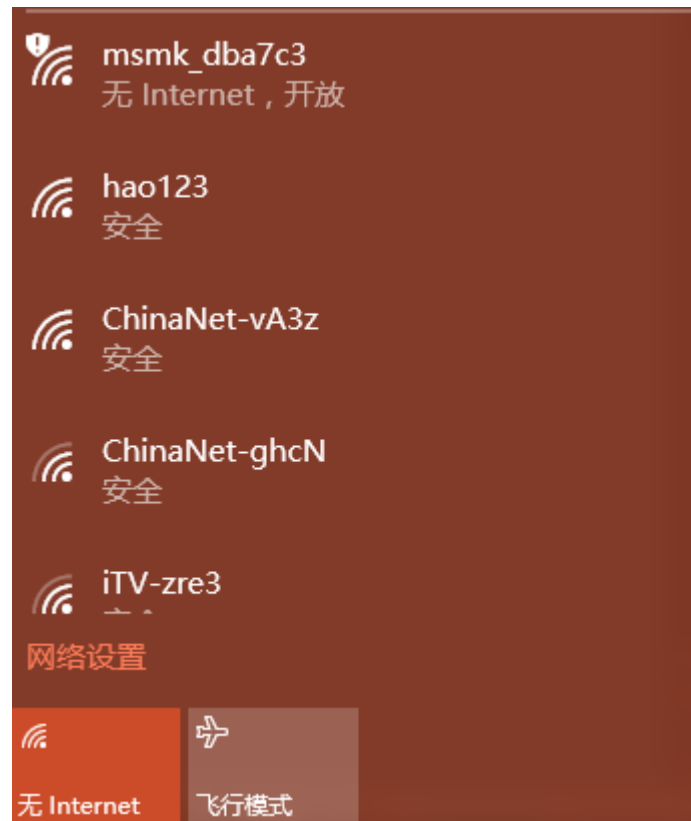 msmk_dba7c3
无 Internet，开放
hao123
安全
ChinaNet-vA3z
安全
ChinaNet-ghcN
安全
iTV-zre3
网络设置
无 Internet
飞行模式